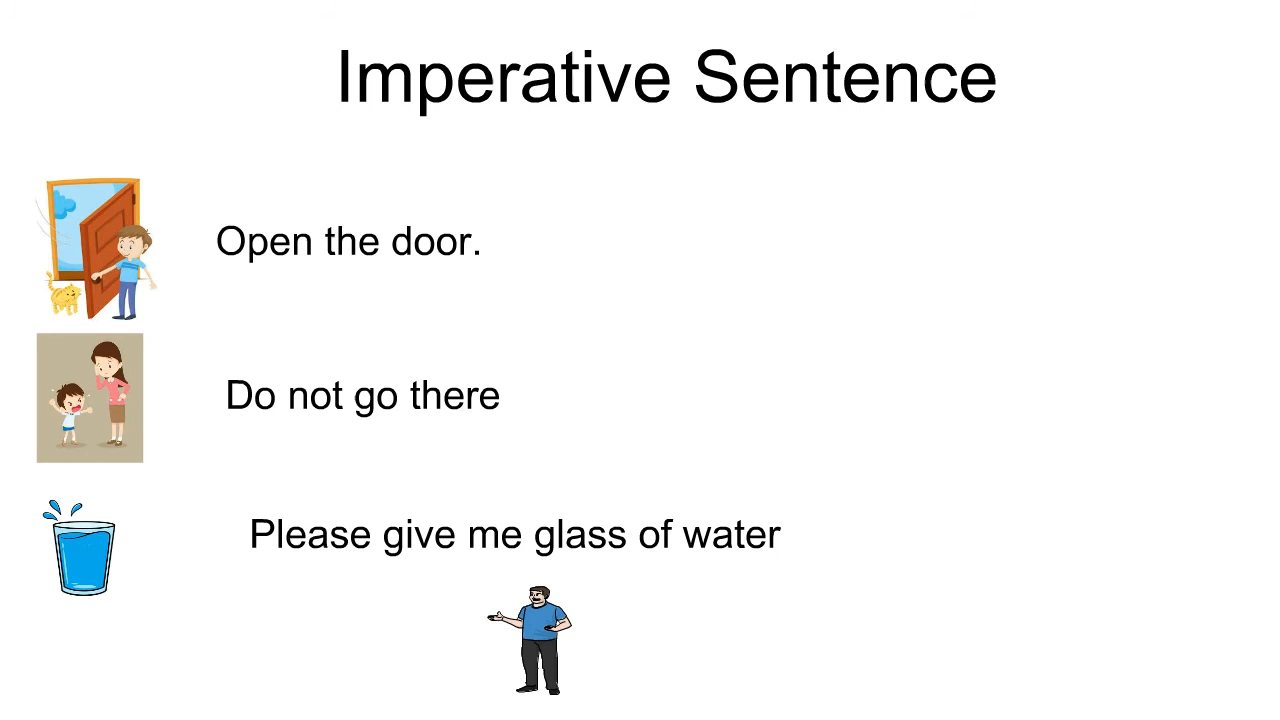 Imperative Sentence
Open the door.
Do not go there
Please give me glass of water